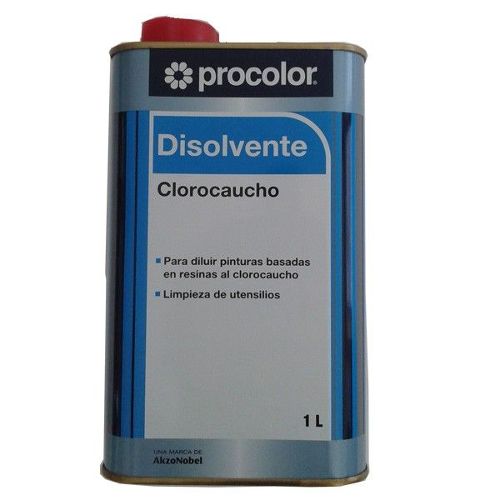 procolor
Disolvente
Clorocaucho
Para diluir pinturas basadas
en resinas al clorocaucho
Limpieza de utensilios
1 L
UNA MARCA DE
AkzoNobel